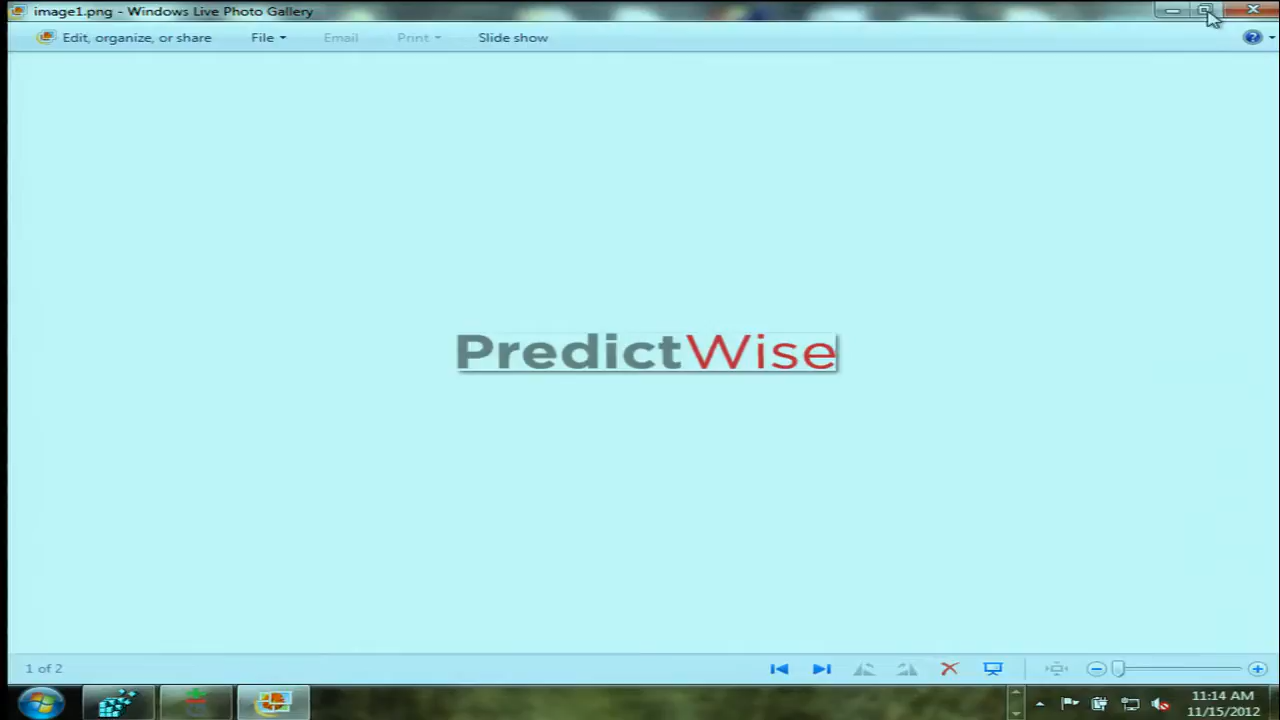 image1.png - Windows Live Photo Gallery
Edit, organize, or share File Email Print Slide show
PredictWise
1 of 2
11:14 AM
11/15/2012